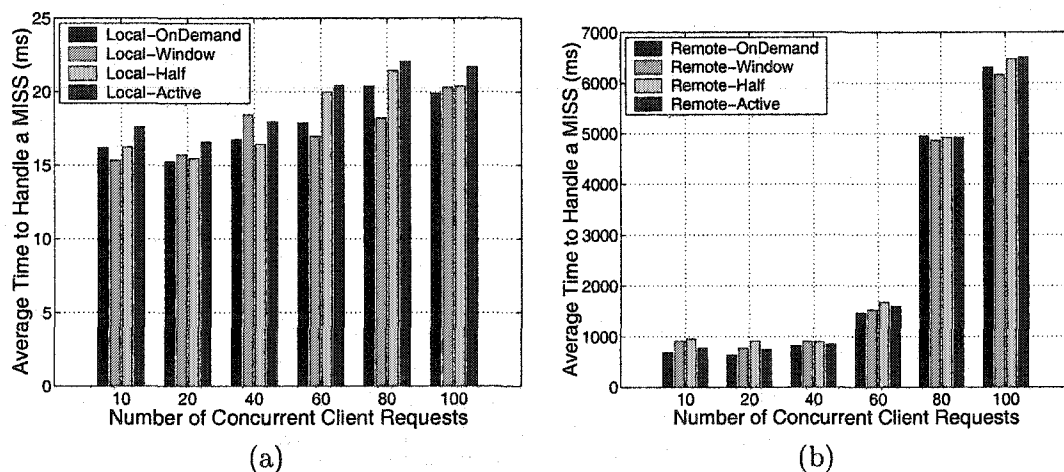 Average Time to Handle a MISS (ms)
25
20
15
10
5
0
Local-OnDemand
Local-Window
Local-Half
Local-Active
10 20 40 60 80 100
Number of Concurrent Client Requests
(a)
Average Time to Handle a MISS (ms)
7000
6000
5000
4000
3000
2000
1000
0
Remote-OnDemand
Remote-Window
Remote-Half
Remote-Active
10 20 40 60 80 100
Number of Concurrent Client Requests
(b)